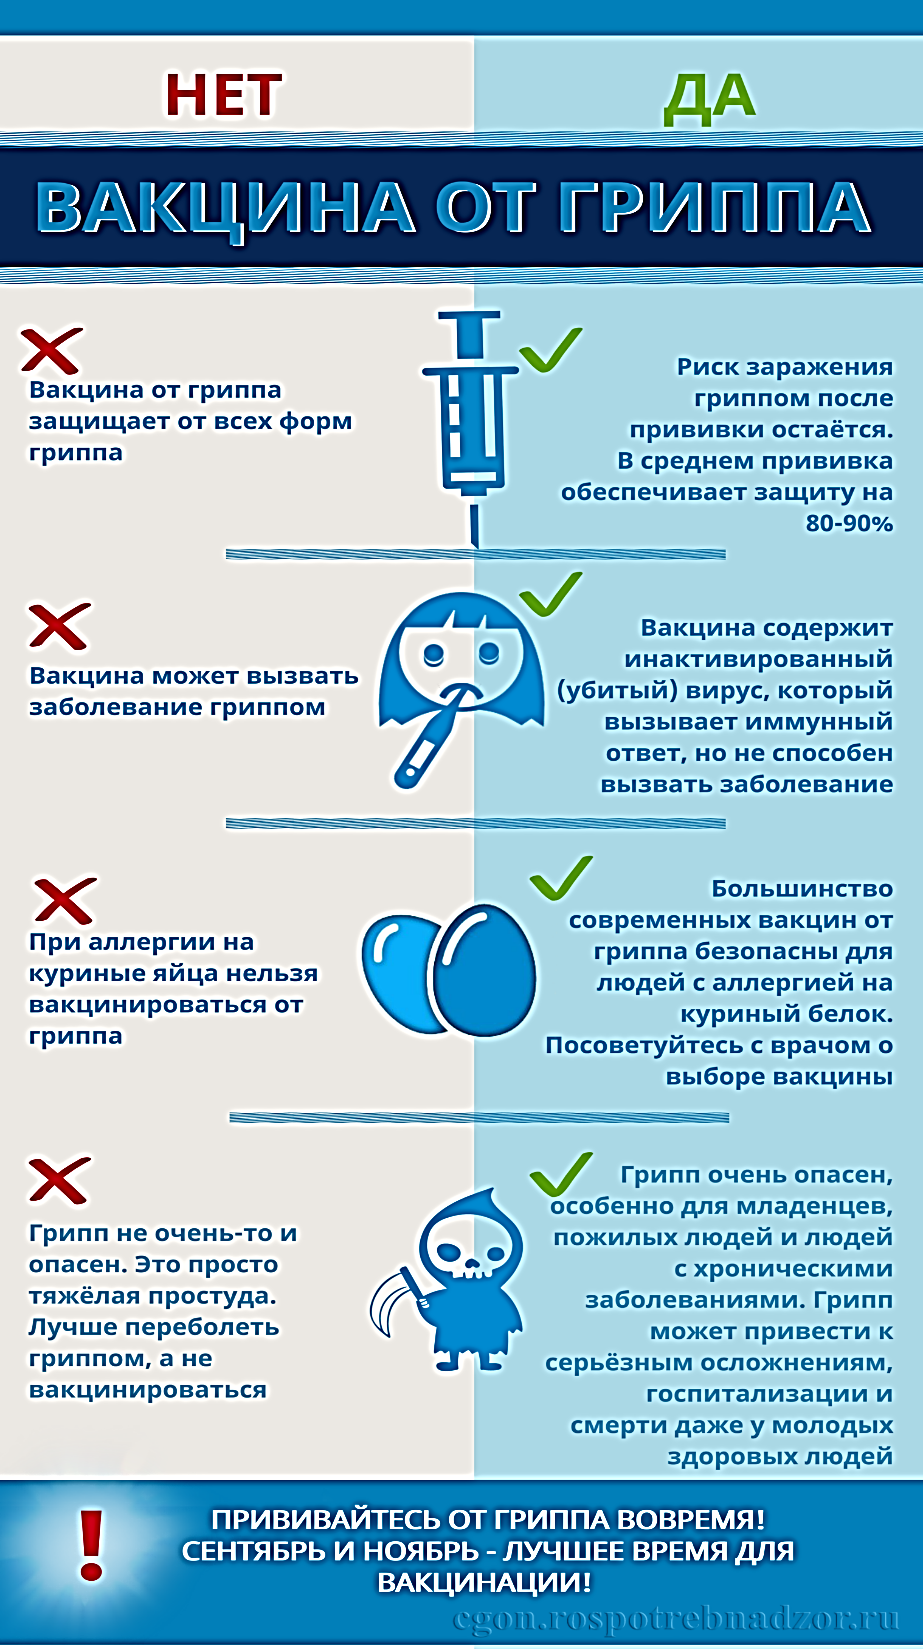 НЕТ
ДА
ВАКЦИНА ОТ ГРИППА
Вакцина от гриппа
защищает от всех форм
гриппа
Риск заражения
гриппом после
прививки остаётся.
В среднем прививка
обеспечивает защиту на
80-90%
Вакцина может вызвать
заболевание гриппом
Вакцина содержит
инактивированный
(убитый) вирус, который
вызывает иммунный
ответ, но не способен
вызвать заболевание
При аллергии на
куриные яйца нельзя
вакцинироваться от
гриппа
Большинство
современных вакцин от
гриппа безопасны для
людей с аллергией на
куриный белок.
Посоветуйтесь с врачом о
выборе вакцины
Грипп не очень-то и
опасен. Это просто
тяжёлая простуда.
Лучше переболеть
гриппом, а не
вакцинироваться
Грипп очень опасен,
особенно для младенцев,
пожилых людей и людей
с хроническими
заболеваниями. Грипп
может привести к
серьёзным осложнениям,
госпитализации и
смерти даже у молодых
здоровых людей
!
ПРИВИВАЙТЕСЬ ОТ ГРИППА ВОВРЕМЯ!
СЕНТЯБРЬ И НОЯБРЬ - ЛУЧШЕЕ ВРЕМЯ ДЛЯ
ВАКЦИНАЦИИ!
cgon.rospotrebnadzor.ru